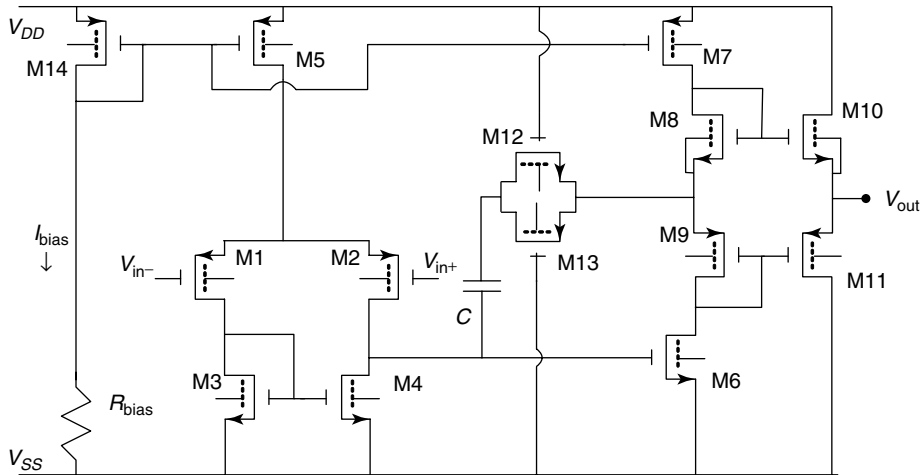 V_DD
M14
M5
M7
M8
M10
M12
I_bias
↓
V_in−
M1
M2
V_in+
M13
M9
V_out
M11
C
M3
M4
M6
R_bias
V_SS